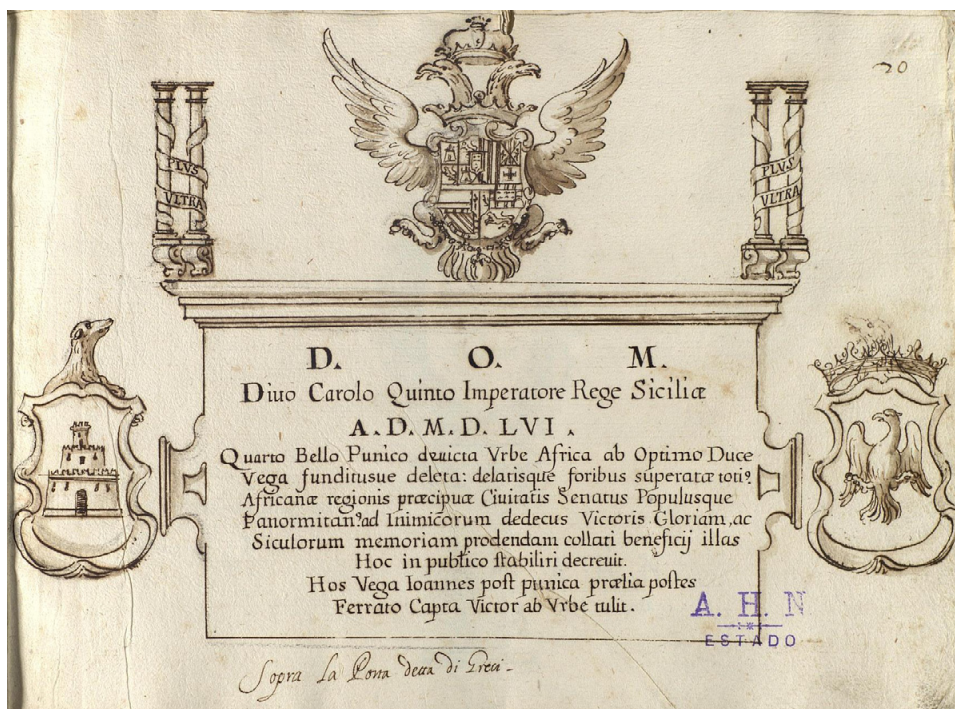 20
PLUS
VLTRA
PLVS
VLTRA
D. O. M.
Diuo Carolo Quinto Imperatore Rege Siciliæ
A. D. M. D. LVI.
Quarto Bello Punico deuicta Vrbe Africa ab Optimo Duce
Vega funditusue deleta: delatisque foribus superatæ toti⁹
Africanæ regionis præcipuæ Ciuitatis Senatus Populusque
Panormitan⁹ ad Inimicorum dedecus Victoris Gloriam, ac
Siculorum memoriam prodendam collati beneficij illas
Hoc in publico stabiliri decreuit.
Hos Vega Ioannes post punica prælia postes
Ferrato Capta Victor ab Vrbe tulit.
A. H. N
ESTADO
Sopra La Porta detta di Greci-